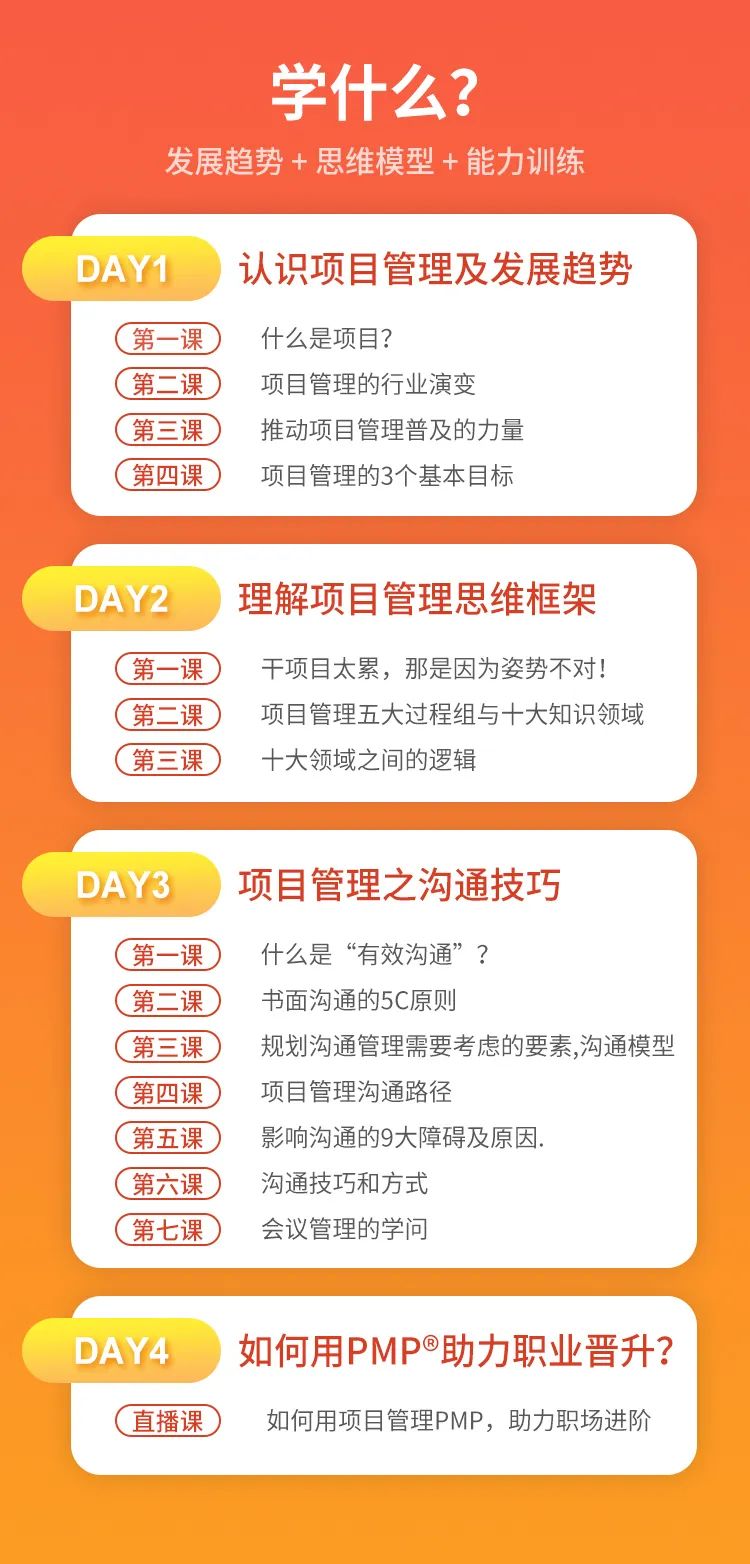 学什么？
发展趋势 + 思维模型 + 能力训练
DAY1 认识项目管理及发展趋势
第一课 什么是项目？
第二课 项目管理的行业演变
第三课 推动项目管理普及的力量
第四课 项目管理的3个基本目标
DAY2 理解项目管理思维框架
第一课 干项目太累，那是因为姿势不对！
第二课 项目管理五大过程组与十大知识领域
第三课 十大领域之间的逻辑
DAY3 项目管理之沟通技巧
第一课 什么是“有效沟通”？
第二课 书面沟通的5C原则
第三课 规划沟通管理需要考虑的要素,沟通模型
第四课 项目管理沟通路径
第五课 影响沟通的9大障碍及原因.
第六课 沟通技巧和方式
第七课 会议管理的学问
DAY4 如何用PMP®助力职业晋升？
直播课 如何用项目管理PMP，助力职场进阶